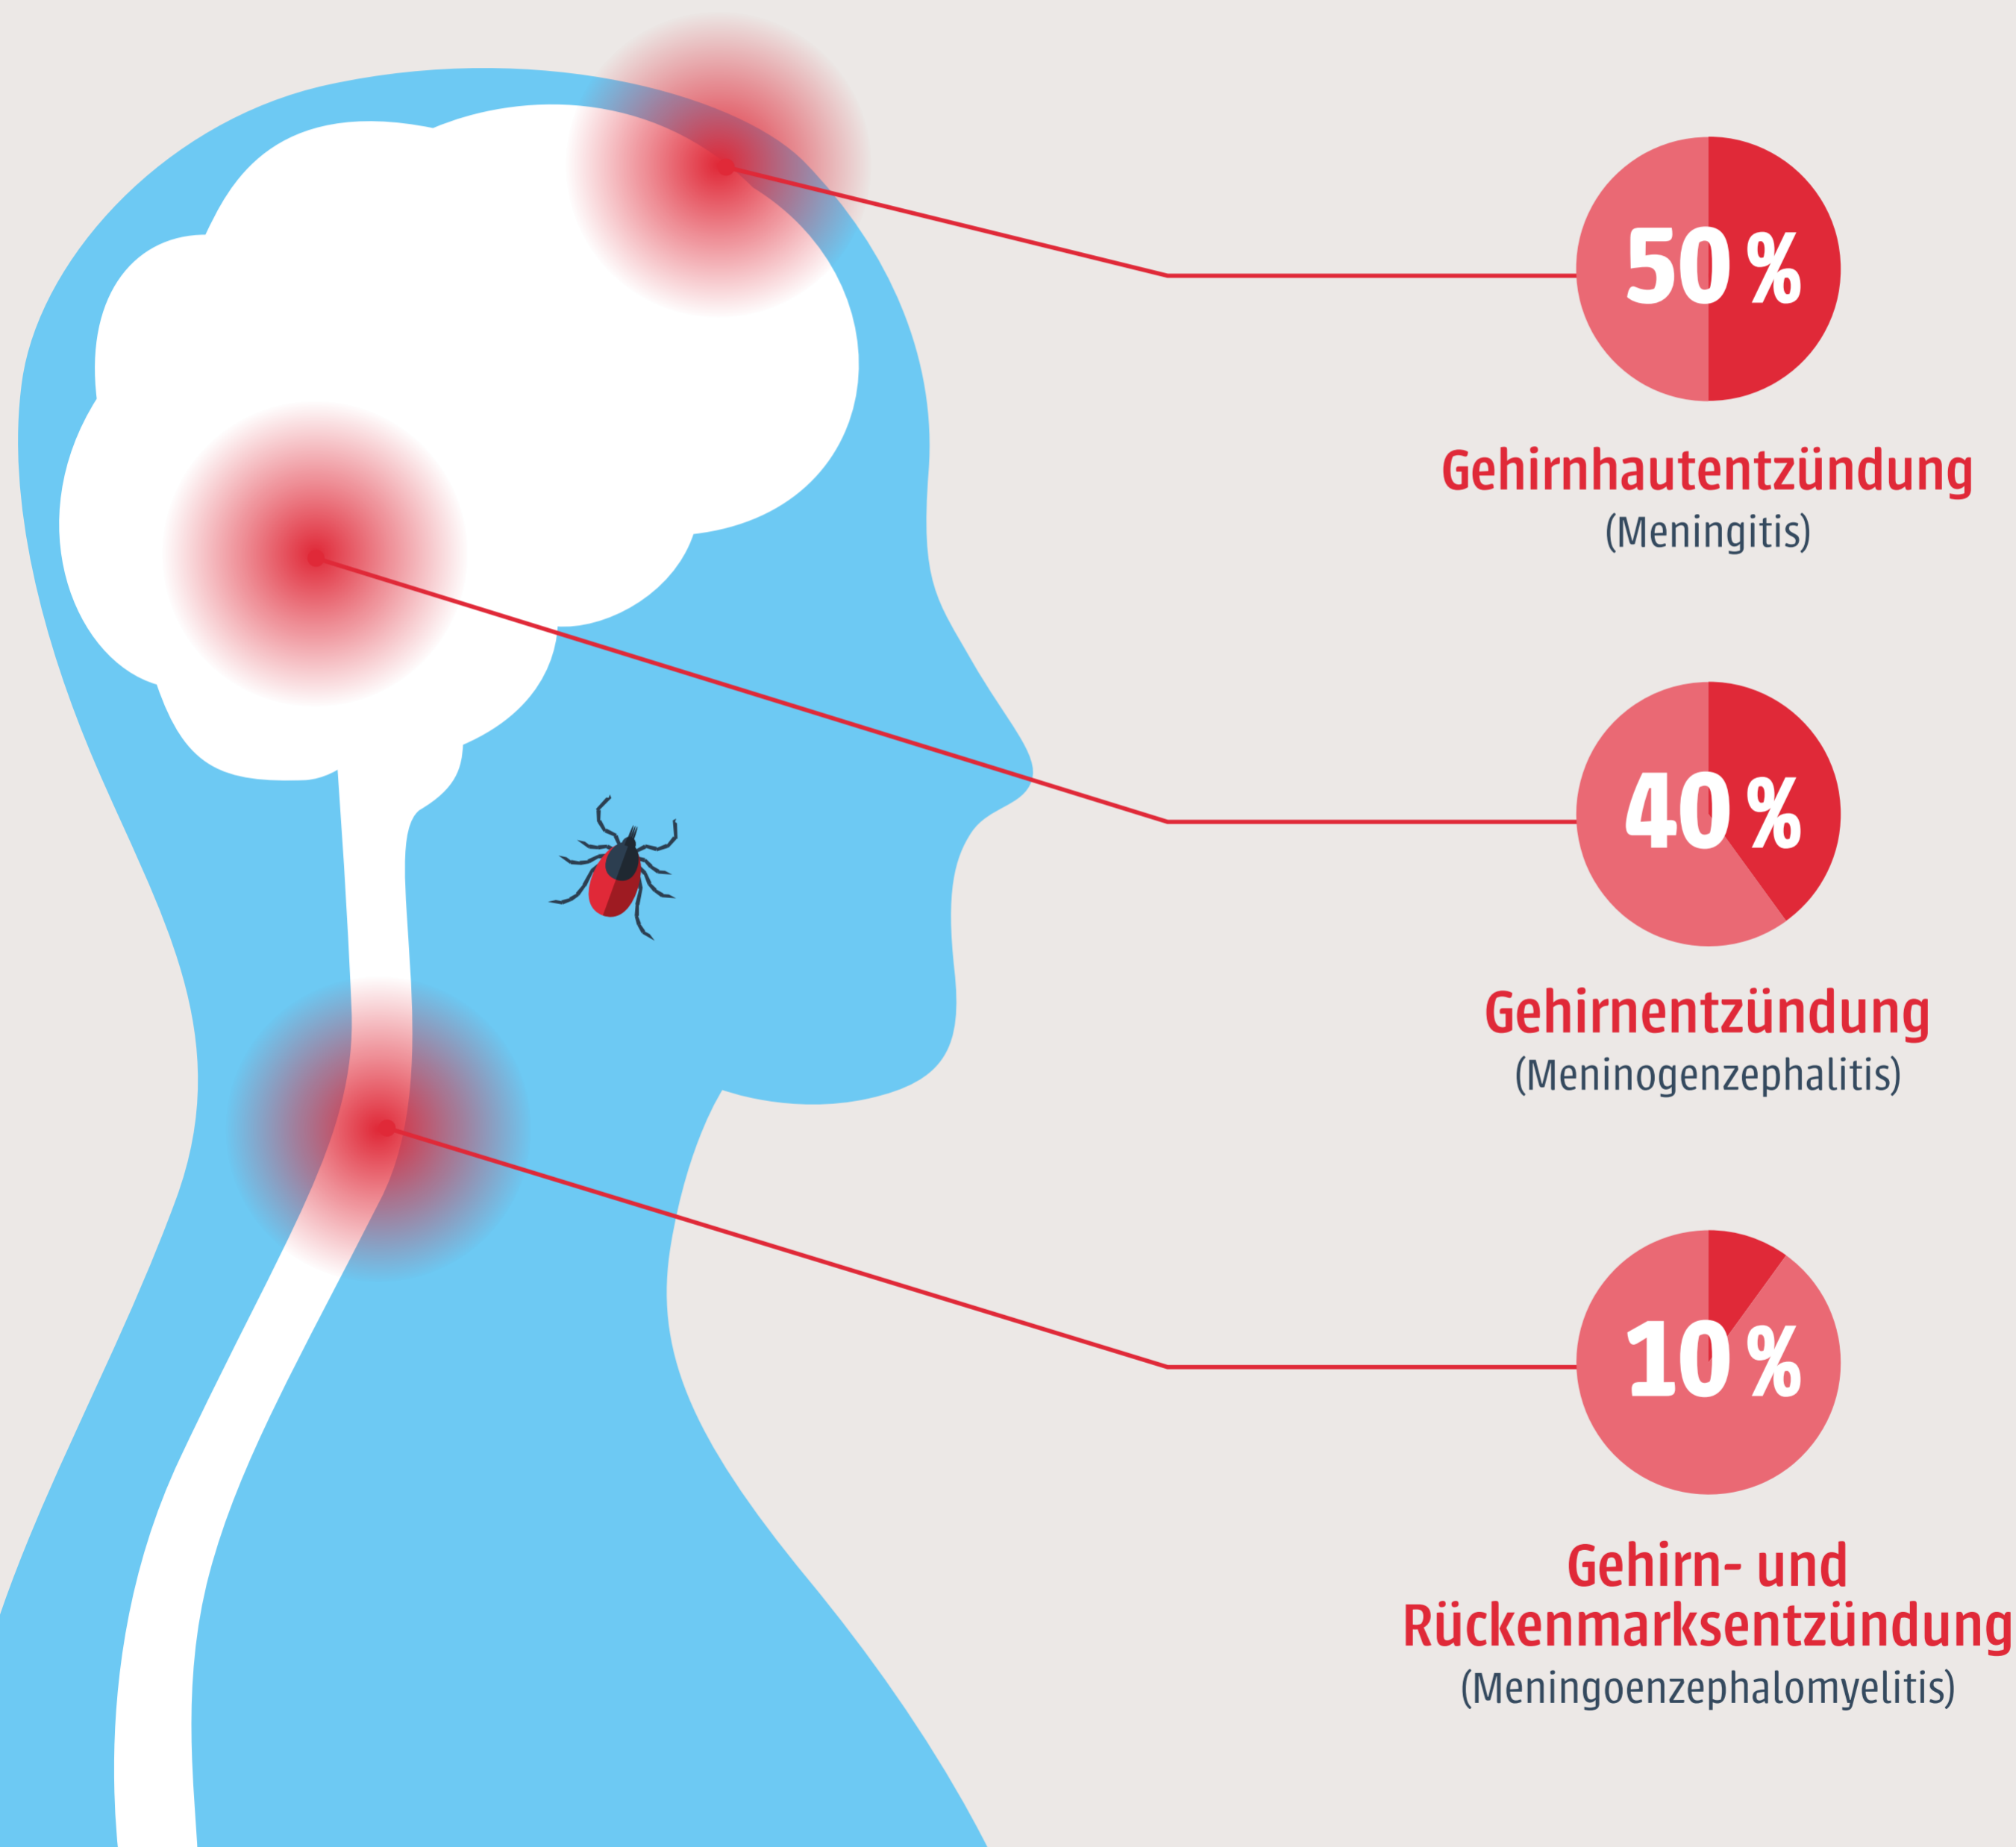 50 %
Gehirnhautentzündung
(Meningitis)
40 %
Gehirnentzündung
(Meninogenzephalitis)
10 %
Gehirn- und
Rückenmarksentzündung
(Meningoenzephalomyelitis)